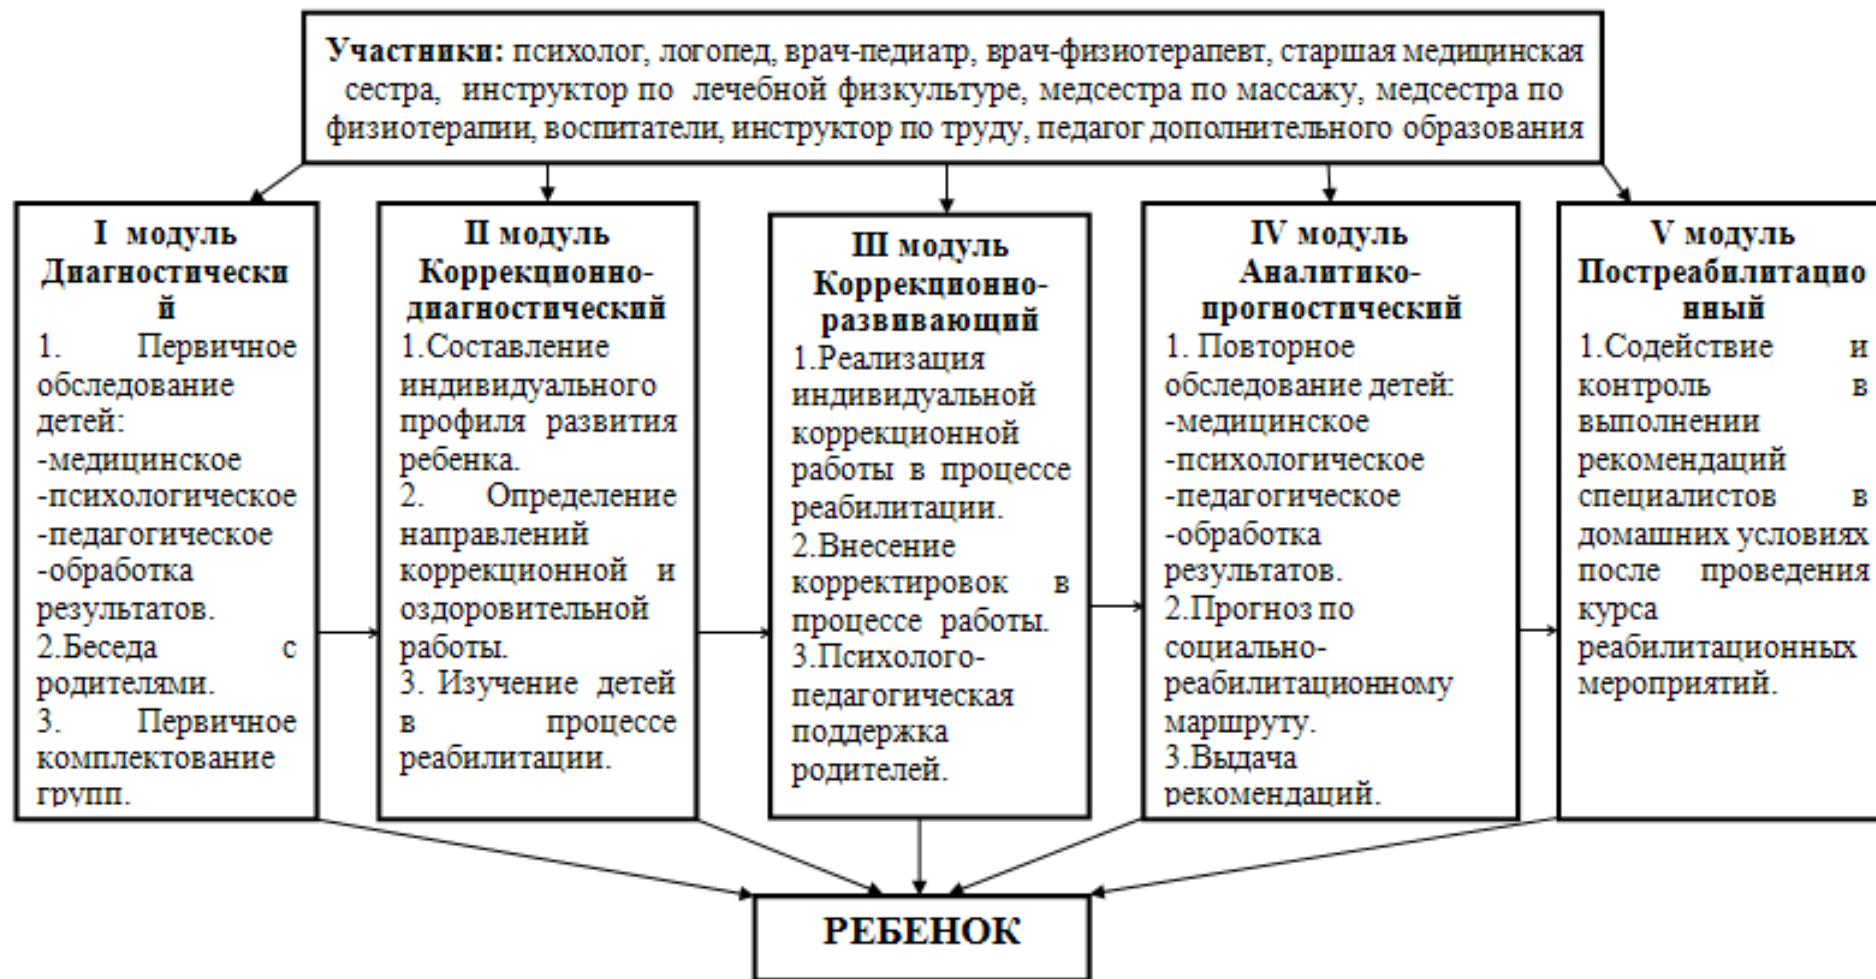 Участники: психолог, логопед, врач-педиатр, врач-физиотерапевт, старшая медицинская
сестра, инструктор по лечебной физкультуре, медсестра по массажу, медсестра по
физиотерапии, воспитатели, инструктор по труду, педагог дополнительного образования
I модуль
Диагностически
й
1. Первичное
обследование
детей:
-медицинское
-психологическое
-педагогическое
-обработка
результатов.
2.Беседа с
родителями.
3. Первичное
комплектование
групп.
II модуль
Коррекционно-
диагностический
1.Составление
индивидуального
профиля развития
ребенка.
2. Определение
направлений
коррекционной и
оздоровительной
работы.
3. Изучение детей
в процессе
реабилитации.
III модуль
Коррекционно-
развивающий
1.Реализация
индивидуальной
коррекционной
работы в процессе
реабилитации.
2.Внесение
корректировок в
процессе работы.
3.Психолого-
педагогическая
поддержка
родителей.
IV модуль
Аналитико-
прогностический
1. Повторное
обследование детей:
-медицинское
-психологическое
-педагогическое
-обработка
результатов.
2.Прогноз по
социально-
реабилитационному
маршруту.
3.Выдача
рекомендаций.
V модуль
Постреабилитацио
нный
1.Содействие и
контроль в
выполнении
рекомендаций
специалистов в
домашних условиях
после проведения
курса
реабилитационных
мероприятий.
РЕБЕНОК